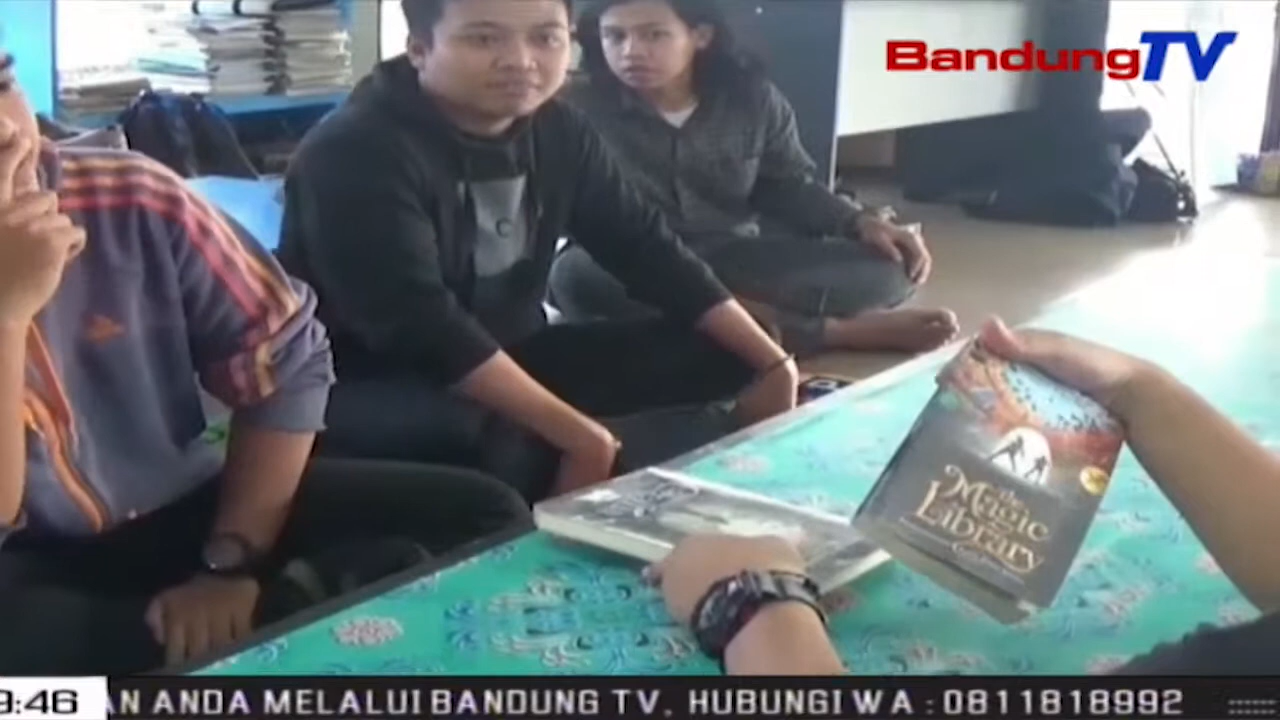 BandungTV
The
Magic
Library
9:46
AN ANDA MELALUI BANDUNG TV, HUBUNGI WA : 0811818992